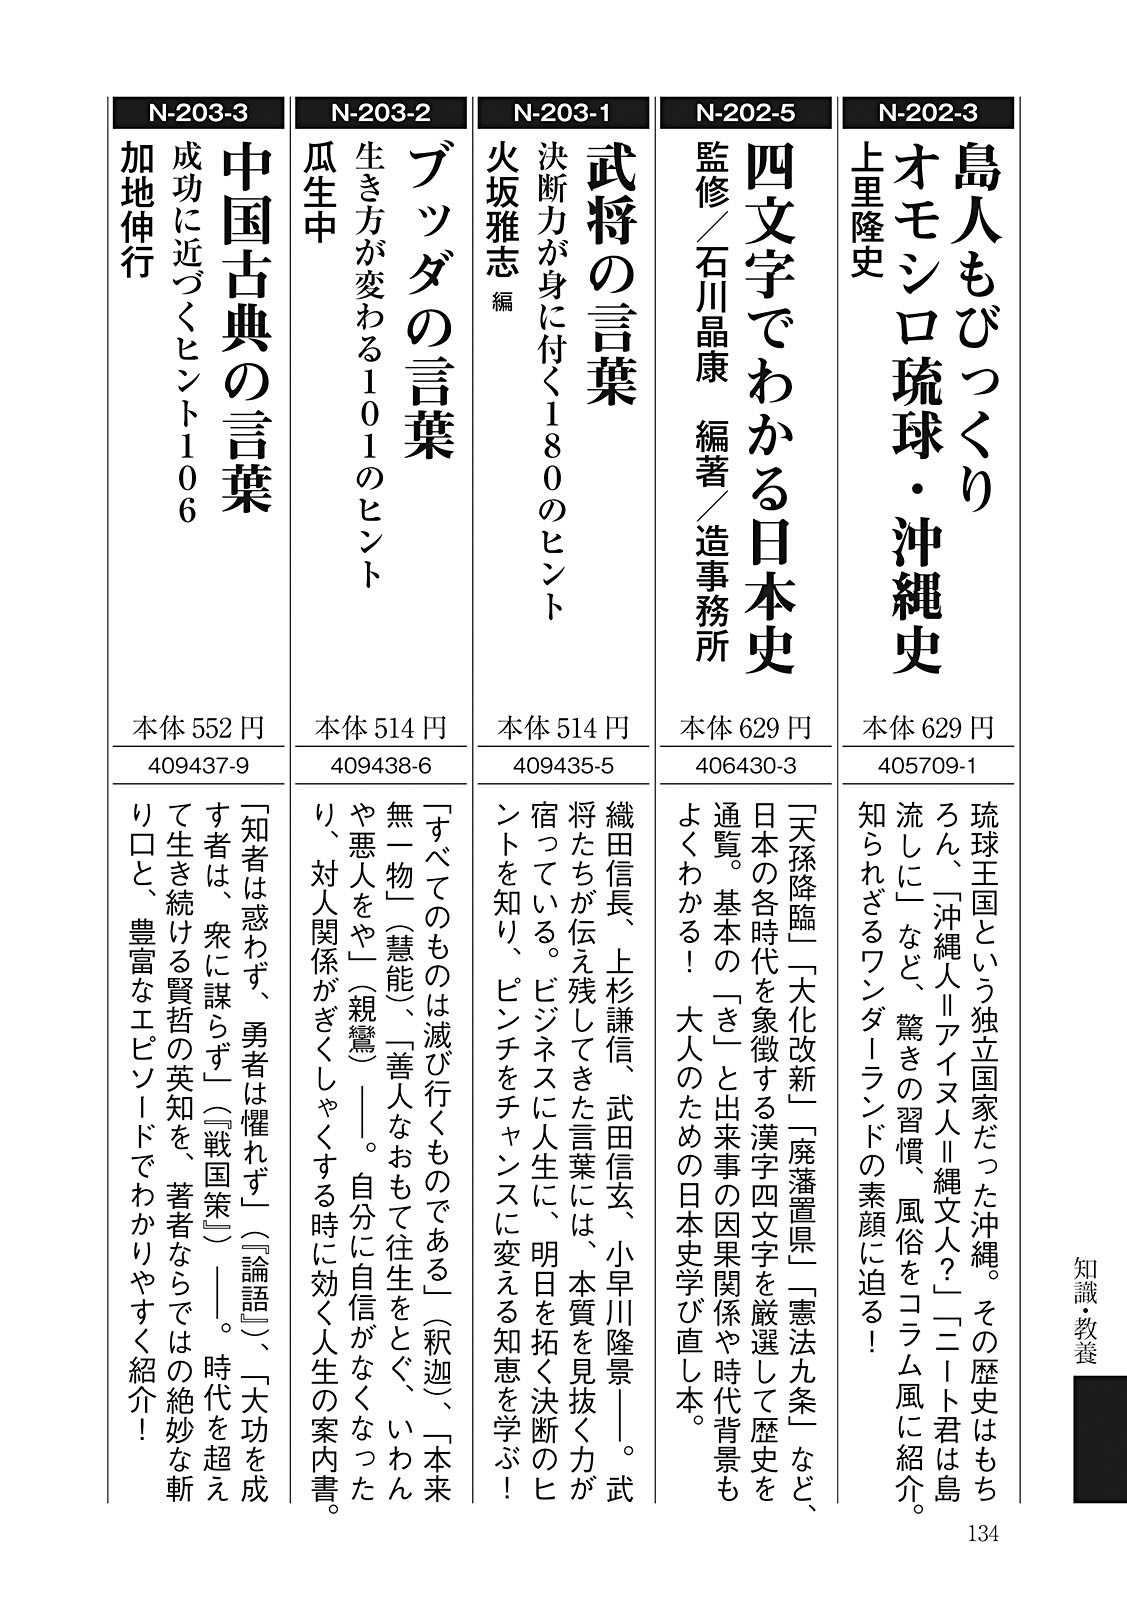 N-202-3
島人もびっくり
オモシロ琉球・沖縄史
上里隆史
本体 629 円
405709-1
琉球王国という独立国家だった沖縄。その歴史はもち
ろん、「沖縄人＝アイヌ人＝縄文人？」「ニート君は島
流しに」など、驚きの習慣、風俗をコラム風に紹介。
知られざるワンダーランドの素顔に迫る！
N-202-5
四文字でわかる日本史
監修／石川晶康　編著／造事務所
本体 629 円
406430-3
「天孫降臨」「大化改新」「廃藩置県」「憲法九条」など、
日本の各時代を象徴する漢字四文字を厳選して歴史を
通覧。基本の「き」と出来事の因果関係や時代背景も
よくわかる！　大人のための日本史学び直し本。
N-203-1
武将の言葉
決断力が身に付く180のヒント
火坂雅志 編
本体 514 円
409435-5
織田信長、上杉謙信、武田信玄、小早川隆景――。武
将たちが伝え残してきた言葉には、本質を見抜く力が
宿っている。ビジネスに人生に、明日を拓く決断のヒ
ントを知り、ピンチをチャンスに変える知恵を学ぶ！
N-203-2
ブッダの言葉
生き方が変わる101のヒント
瓜生中
本体 514 円
409438-6
「すべてのものは滅び行くものである」（釈迦）、「本来
無一物」（慧能）、「善人なおもて往生をとぐ、いわん
や悪人をや」（親鸞）――。自分に自信がなくなった
り、対人関係がぎくしゃくする時に効く人生の案内書。
N-203-3
中国古典の言葉
成功に近づくヒント106
加地伸行
本体 552 円
409437-9
「知者は惑わず、勇者は懼れず」（『論語』）、「大功を成
す者は、衆に謀らず」（『戦国策』）――。時代を超え
て生き続ける賢哲の英知を、著者ならではの絶妙な斬
り口と、豊富なエピソードでわかりやすく紹介！
知識・教養
134